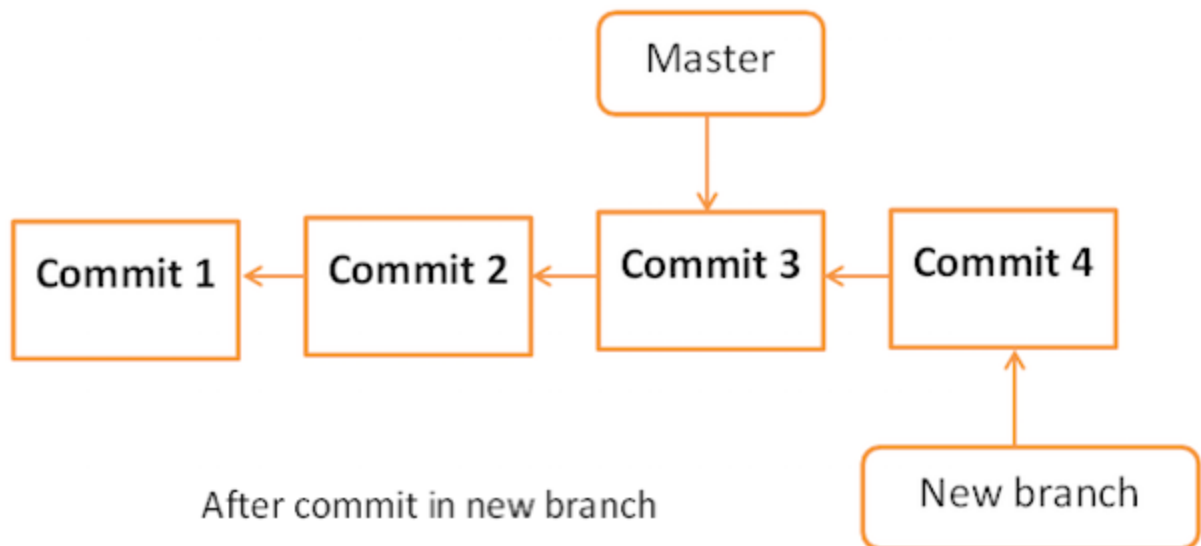 Master
Commit 1
Commit 2
Commit 3
Commit 4
After commit in new branch
New branch